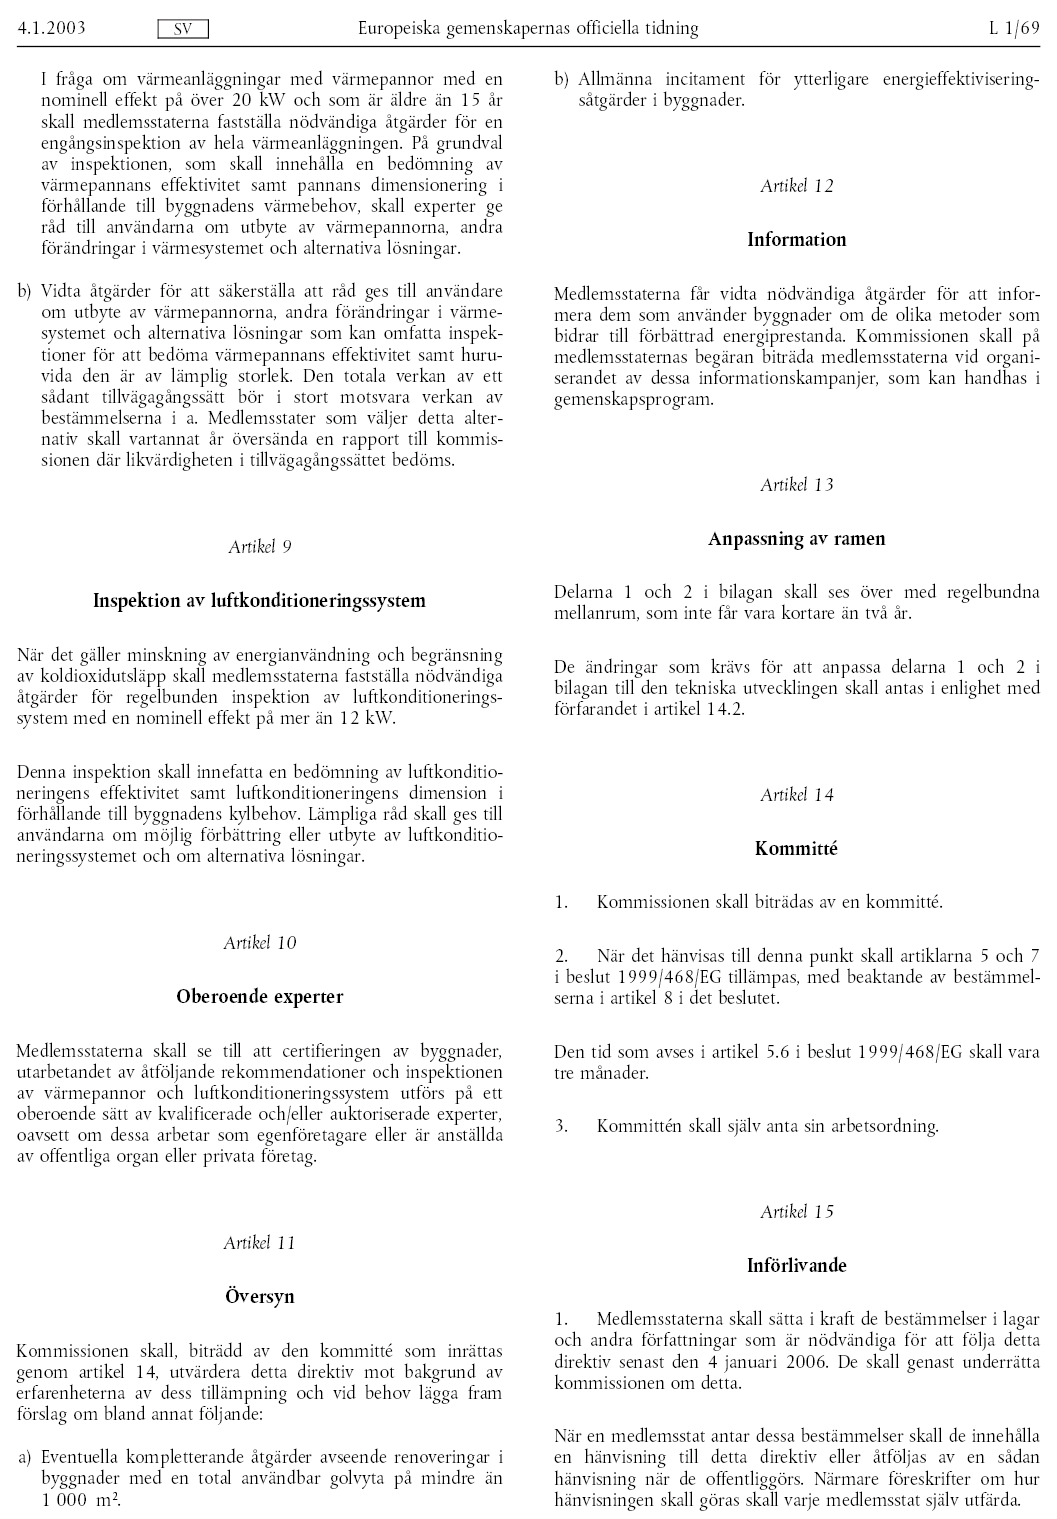 4.1.2003
SV
Europeiska gemenskapernas officiella tidning
L 1/69
I fråga om värmeanläggningar med värmepannor med en
nominell effekt på över 20 kW och som är äldre än 15 år
skall medlemsstaterna fastställa nödvändiga åtgärder för en
engångsinspektion av hela värmeanläggningen. På grundval
av inspektionen, som skall innehålla en bedömning av
värmepannans effektivitet samt pannans dimensionering i
förhållande till byggnadens värmebehov, skall experter ge
råd till användarna om utbyte av värmepannorna, andra
förändringar i värmesystemet och alternativa lösningar.
b) Vidta åtgärder för att säkerställa att råd ges till användare
om utbyte av värmepannorna, andra förändringar i värme-
systemet och alternativa lösningar som kan omfatta inspek-
tioner för att bedöma värmepannans effektivitet samt huru-
vida den är av lämplig storlek. Den totala verkan av ett
sådant tillvägagångssätt bör i stort motsvara verkan av
bestämmelserna i a. Medlemsstater som väljer detta alter-
nativ skall vartannat år översända en rapport till kommis-
sionen där likvärdigheten i tillvägagångssättet bedöms.
Artikel 9
Inspektion av luftkonditioneringssystem
När det gäller minskning av energianvändning och begränsning
av koldioxidutsläpp skall medlemsstaterna fastställa nödvändiga
åtgärder för regelbunden inspektion av luftkonditionerings-
system med en nominell effekt på mer än 12 kW.
Denna inspektion skall innefatta en bedömning av luftkonditio-
neringens effektivitet samt luftkonditioneringens dimension i
förhållande till byggnadens kylbehov. Lämpliga råd skall ges till
användarna om möjlig förbättring eller utbyte av luftkonditio-
neringssystemet och om alternativa lösningar.
Artikel 10
Oberoende experter
Medlemsstaterna skall se till att certifieringen av byggnader,
utarbetandet av åtföljande rekommendationer och inspektionen
av värmepannor och luftkonditioneringssystem utförs på ett
oberoende sätt av kvalificerade och/eller auktoriserade experter,
oavsett om dessa arbetar som egenföretagare eller är anställda
av offentliga organ eller privata företag.
Artikel 11
Översyn
Kommissionen skall, biträdd av den kommitté som inrättas
genom artikel 14, utvärdera detta direktiv mot bakgrund av
erfarenheterna av dess tillämpning och vid behov lägga fram
förslag om bland annat följande:
a) Eventuella kompletterande åtgärder avseende renoveringar i
byggnader med en total användbar golvyta på mindre än
1 000 m².
b) Allmänna incitament för ytterligare energieffektivisering-
såtgärder i byggnader.
Artikel 12
Information
Medlemsstaterna får vidta nödvändiga åtgärder för att infor-
mera dem som använder byggnader om de olika metoder som
bidrar till förbättrad energiprestanda. Kommissionen skall på
medlemsstaternas begäran biträda medlemsstaterna vid organi-
serandet av dessa informationskampanjer, som kan handhas i
gemenskapsprogram.
Artikel 13
Anpassning av ramen
Delarna 1 och 2 i bilagan skall ses över med regelbundna
mellanrum, som inte får vara kortare än två år.
De ändringar som krävs för att anpassa delarna 1 och 2 i
bilagan till den tekniska utvecklingen skall antas i enlighet med
förfarandet i artikel 14.2.
Artikel 14
Kommitté
1. Kommissionen skall biträdas av en kommitté.
2. När det hänvisas till denna punkt skall artiklarna 5 och 7
i beslut 1999/468/EG tillämpas, med beaktande av bestämmel-
serna i artikel 8 i det beslutet.
Den tid som avses i artikel 5.6 i beslut 1999/468/EG skall vara
tre månader.
3. Kommittén skall själv anta sin arbetsordning.
Artikel 15
Införlivande
1. Medlemsstaterna skall sätta i kraft de bestämmelser i lagar
och andra författningar som är nödvändiga för att följa detta
direktiv senast den 4 januari 2006. De skall genast underrätta
kommissionen om detta.
När en medlemsstat antar dessa bestämmelser skall de innehålla
en hänvisning till detta direktiv eller åtföljas av en sådan
hänvisning när de offentliggörs. Närmare föreskrifter om hur
hänvisningen skall göras skall varje medlemsstat själv utfärda.